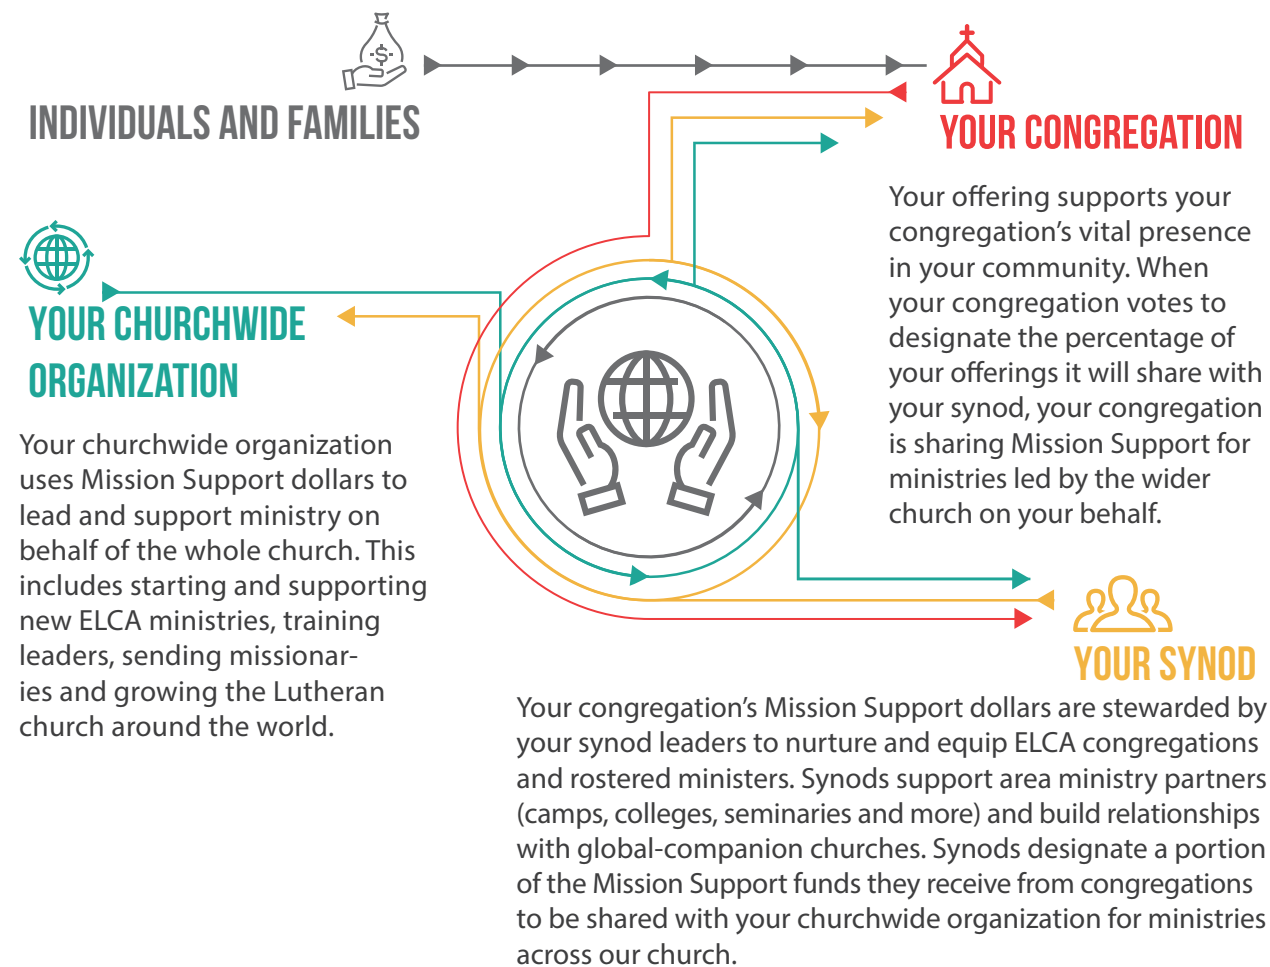 $
INDIVIDUALS AND FAMILIES
YOUR CONGREGATION
Your offering supports your
congregation’s vital presence
in your community. When
your congregation votes to
designate the percentage of
your offerings it will share with
your synod, your congregation
is sharing Mission Support for
ministries led by the wider
church on your behalf.
YOUR CHURCHWIDE
ORGANIZATION
Your churchwide organization
uses Mission Support dollars to
lead and support ministry on
behalf of the whole church. This
includes starting and supporting
new ELCA ministries, training
leaders, sending missionar-
ies and growing the Lutheran
church around the world.
YOUR SYNOD
Your congregation’s Mission Support dollars are stewarded by
your synod leaders to nurture and equip ELCA congregations
and rostered ministers. Synods support area ministry partners
(camps, colleges, seminaries and more) and build relationships
with global-companion churches. Synods designate a portion
of the Mission Support funds they receive from congregations
to be shared with your churchwide organization for ministries
across our church.